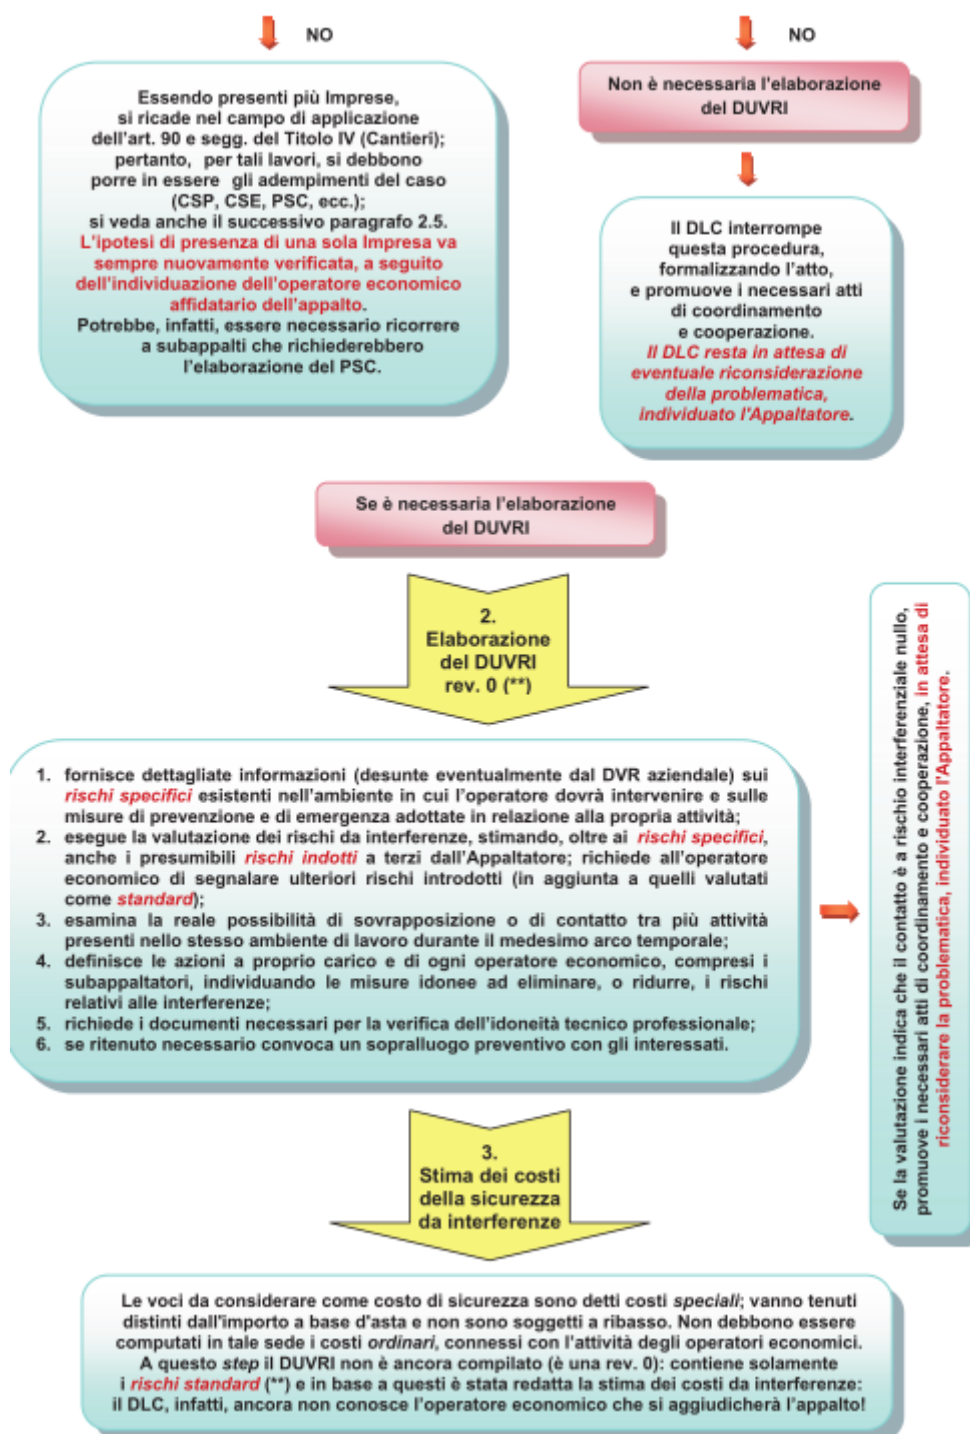 NO
Essendo presenti più Imprese,
si ricade nel campo di applicazione
dell'art. 90 e segg. del Titolo IV (Cantieri);
pertanto, per tali lavori, si debbono
porre in essere gli adempimenti del caso
(CSP, CSE, PSC, ecc.);
si veda anche il successivo paragrafo 2.5.
L'ipotesi di presenza di una sola Impresa va
sempre nuovamente verificata, a seguito
dell'individuazione dell'operatore economico
affidatario dell'appalto.
Potrebbe, infatti, essere necessario ricorrere
a subappalti che richiederebbero
l'elaborazione del PSC.
NO
Non è necessaria l'elaborazione
del DUVRI
Il DLC interrompe
questa procedura,
formalizzando l'atto,
e promuove i necessari atti
di coordinamento
e cooperazione.
Il DLC resta in attesa di
eventuale riconsiderazione
della problematica,
individuato l'Appaltatore.
Se è necessaria l'elaborazione
del DUVRI
2.
Elaborazione
del DUVRI
rev. 0 (**)
1. fornisce dettagliate informazioni (desunte eventualmente dal DVR aziendale) sui
rischi specifici esistenti nell'ambiente in cui l'operatore dovrà intervenire e sulle
misure di prevenzione e di emergenza adottate in relazione alla propria attività;
2. esegue la valutazione dei rischi da interferenze, stimando, oltre ai rischi specifici,
anche i presumibili rischi indotti a terzi dall'Appaltatore; richiede all'operatore
economico di segnalare ulteriori rischi introdotti (in aggiunta a quelli valutati
come standard);
3. esamina la reale possibilità di sovrapposizione o di contatto tra più attività
presenti nello stesso ambiente di lavoro durante il medesimo arco temporale;
4. definisce le azioni a proprio carico e di ogni operatore economico, compresi i
subappaltatori, individuando le misure idonee ad eliminare, o ridurre, i rischi
relativi alle interferenze;
5. richiede i documenti necessari per la verifica dell'idoneità tecnico professionale;
6. se ritenuto necessario convoca un sopralluogo preventivo con gli interessati.
Se la valutazione indica che il contatto è a rischio interferenziale nullo,
promuove i necessari atti di coordinamento e cooperazione, in attesa di
riconsiderare la problematica, individuato l'Appaltatore.
3.
Stima dei costi
della sicurezza
da interferenze
Le voci da considerare come costo di sicurezza sono detti costi speciali; vanno tenuti
distinti dall'importo a base d'asta e non sono soggetti a ribasso. Non debbono essere
computati in tale sede i costi ordinari, connessi con l'attività degli operatori economici.
A questo step il DUVRI non è ancora compilato (è una rev. 0): contiene solamente
i rischi standard (**) e in base a questi è stata redatta la stima dei costi da interferenze:
il DLC, infatti, ancora non conosce l'operatore economico che si aggiudicherà l'appalto!